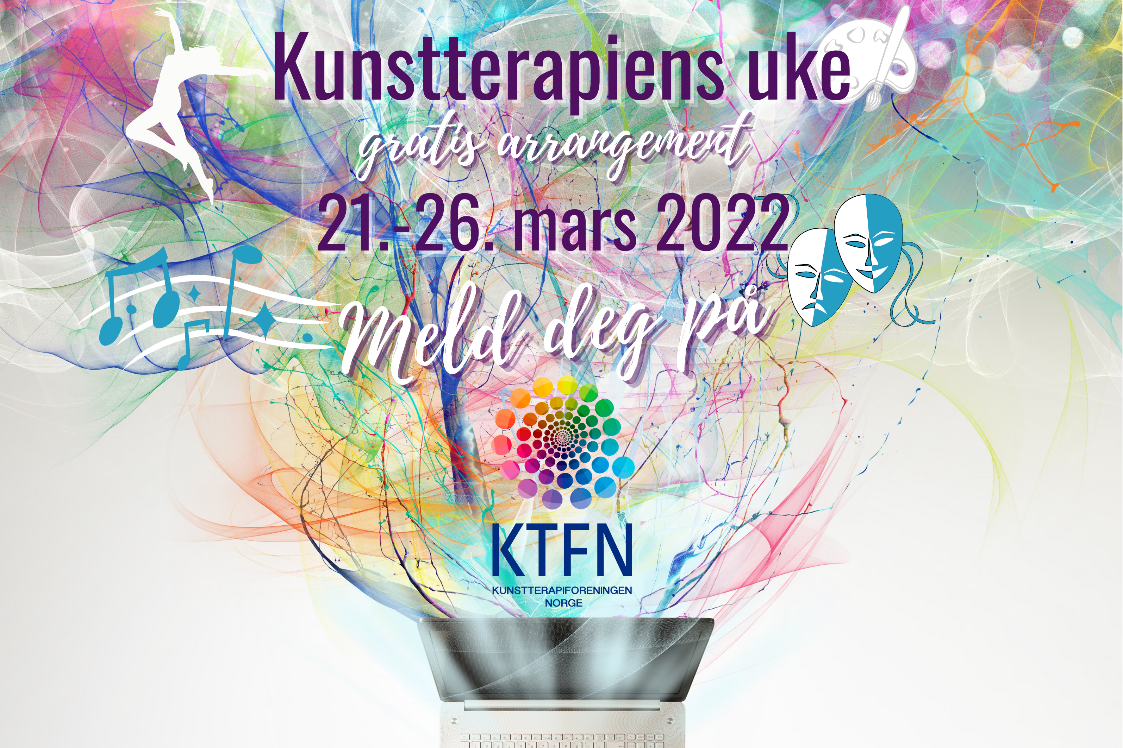 Kunstterapiens uke
gratis arrangement
21.-26. mars 2022
Meld deg på
KTFN
KUNSTTERAPIFORENINGEN
NORGE